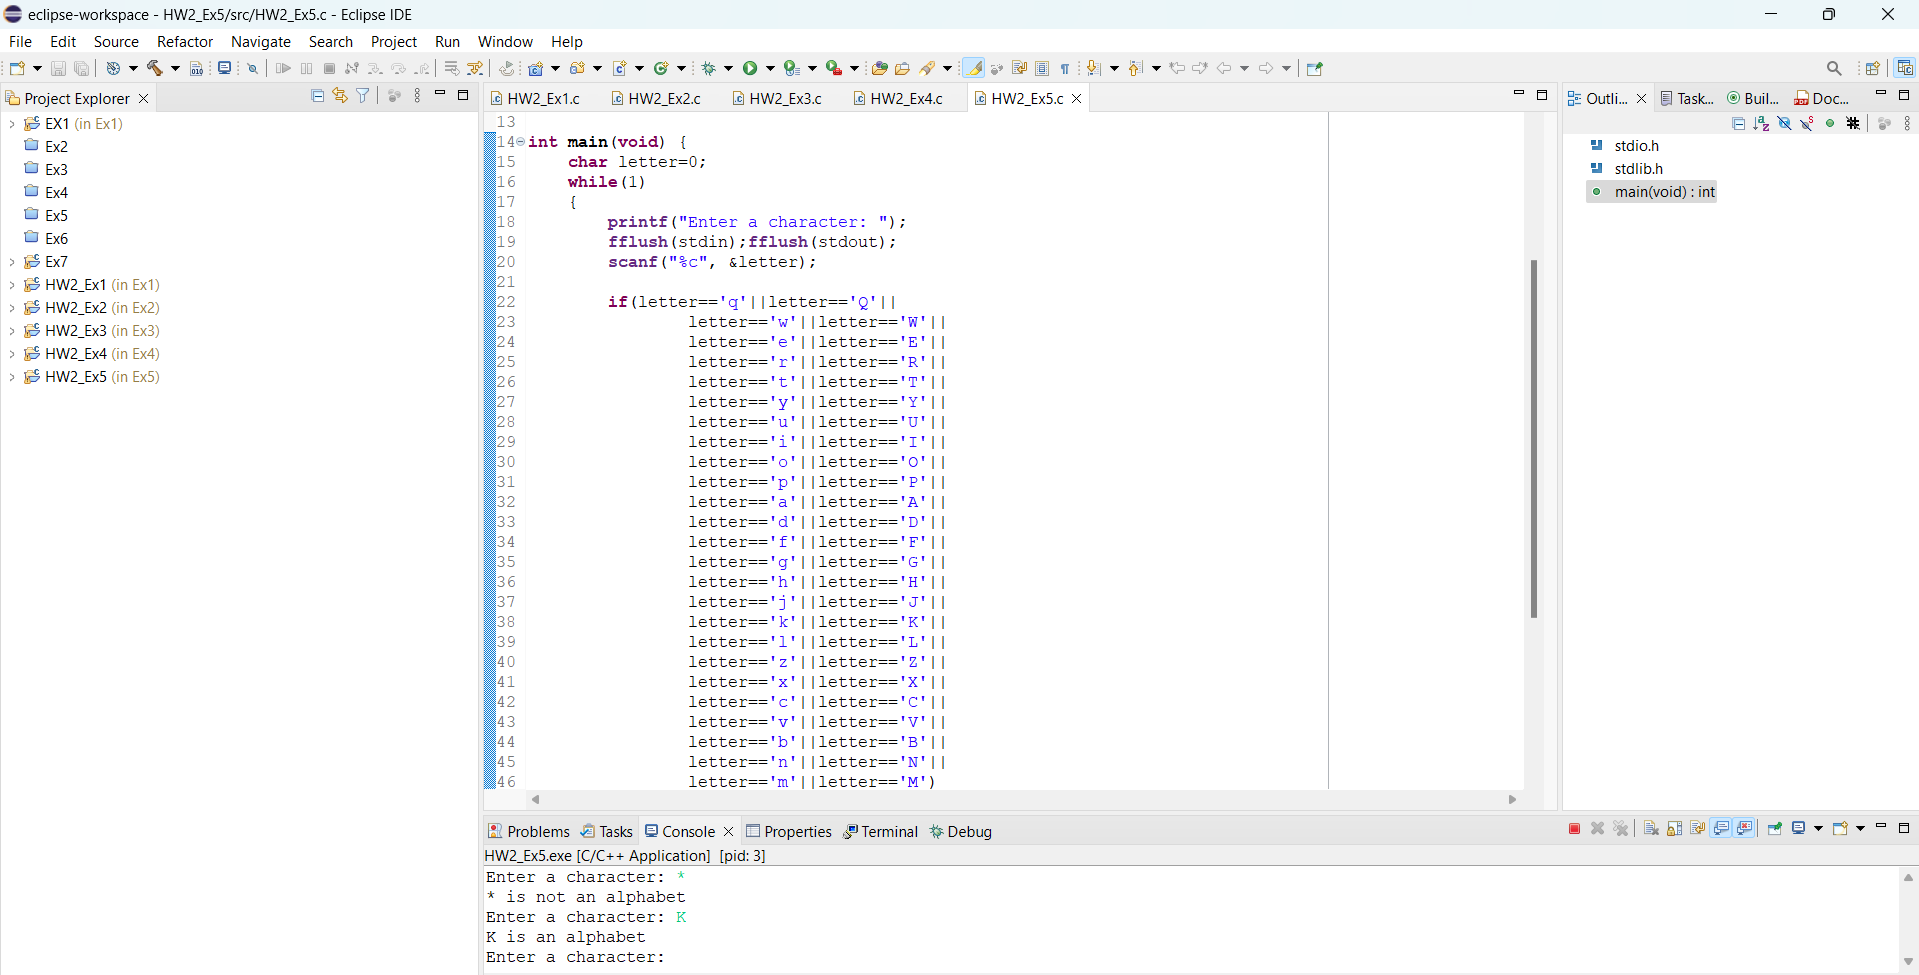 eclipse-workspace - HW2_Ex5/src/HW2_Ex5.c - Eclipse IDE
File Edit Source Refactor Navigate Search Project Run Window Help
Project Explorer
EX1 (in Ex1)
Ex2
Ex3
Ex4
Ex5
Ex6
Ex7
HW2_Ex1 (in Ex1)
HW2_Ex2 (in Ex2)
HW2_Ex3 (in Ex3)
HW2_Ex4 (in Ex4)
HW2_Ex5 (in Ex5)
HW2_Ex1.c HW2_Ex2.c HW2_Ex3.c HW2_Ex4.c HW2_Ex5.c
13
14 int main(void) {
15 char letter=0;
16 while(1)
17 {
18 printf("Enter a character: ");
19 fflush(stdin);fflush(stdout);
20 scanf("%c", &letter);
21
22 if(letter=='q'||letter=='Q'||
23 letter=='w'||letter=='W'||
24 letter=='e'||letter=='E'||
25 letter=='r'||letter=='R'||
26 letter=='t'||letter=='T'||
27 letter=='y'||letter=='Y'||
28 letter=='u'||letter=='U'||
29 letter=='i'||letter=='I'||
30 letter=='o'||letter=='O'||
31 letter=='p'||letter=='P'||
32 letter=='a'||letter=='A'||
33 letter=='d'||letter=='D'||
34 letter=='f'||letter=='F'||
35 letter=='g'||letter=='G'||
36 letter=='h'||letter=='H'||
37 letter=='j'||letter=='J'||
38 letter=='k'||letter=='K'||
39 letter=='l'||letter=='L'||
40 letter=='z'||letter=='Z'||
41 letter=='x'||letter=='X'||
42 letter=='c'||letter=='C'||
43 letter=='v'||letter=='V'||
44 letter=='b'||letter=='B'||
45 letter=='n'||letter=='N'||
46 letter=='m'||letter=='M')
Outli... Task... Buil... Doc...
stdio.h
stdlib.h
main(void) : int
Problems Tasks Console Properties Terminal Debug
HW2_Ex5.exe [C/C++ Application] [pid: 3]
Enter a character: *
* is not an alphabet
Enter a character: K
K is an alphabet
Enter a character: